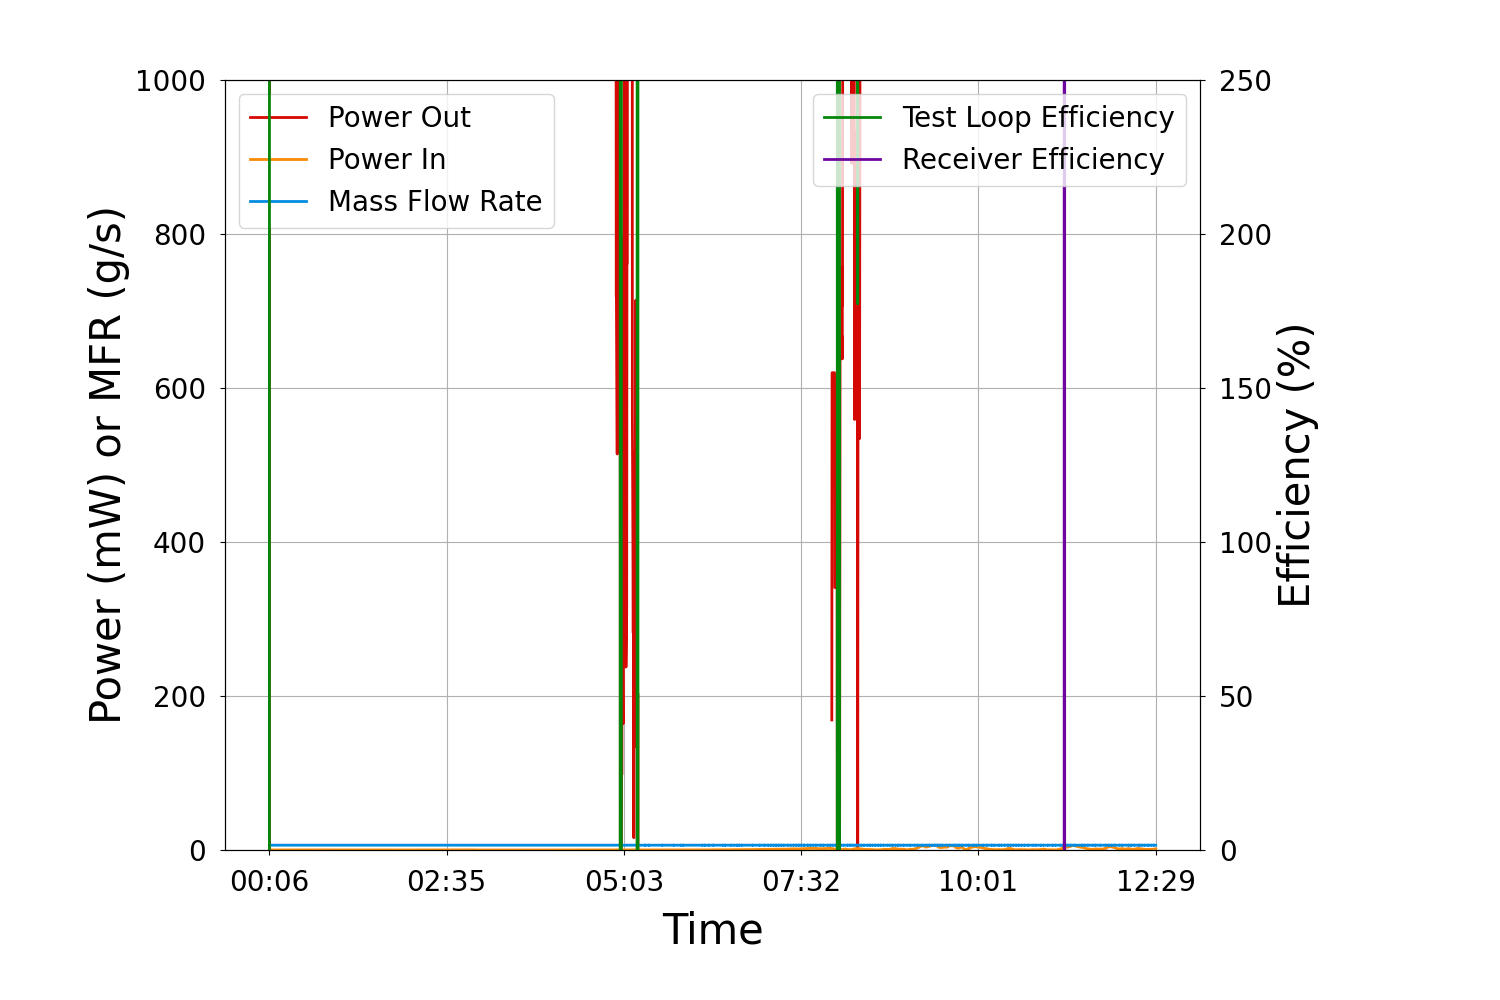 1000
800
600
400
200
0
Power (mW) or MFR (g/s)
Power Out
Power In
Mass Flow Rate
Test Loop Efficiency
Receiver Efficiency
250
200
150
100
50
0
Efficiency (%)
00:06 02:35 05:03 07:32 10:01 12:29
Time